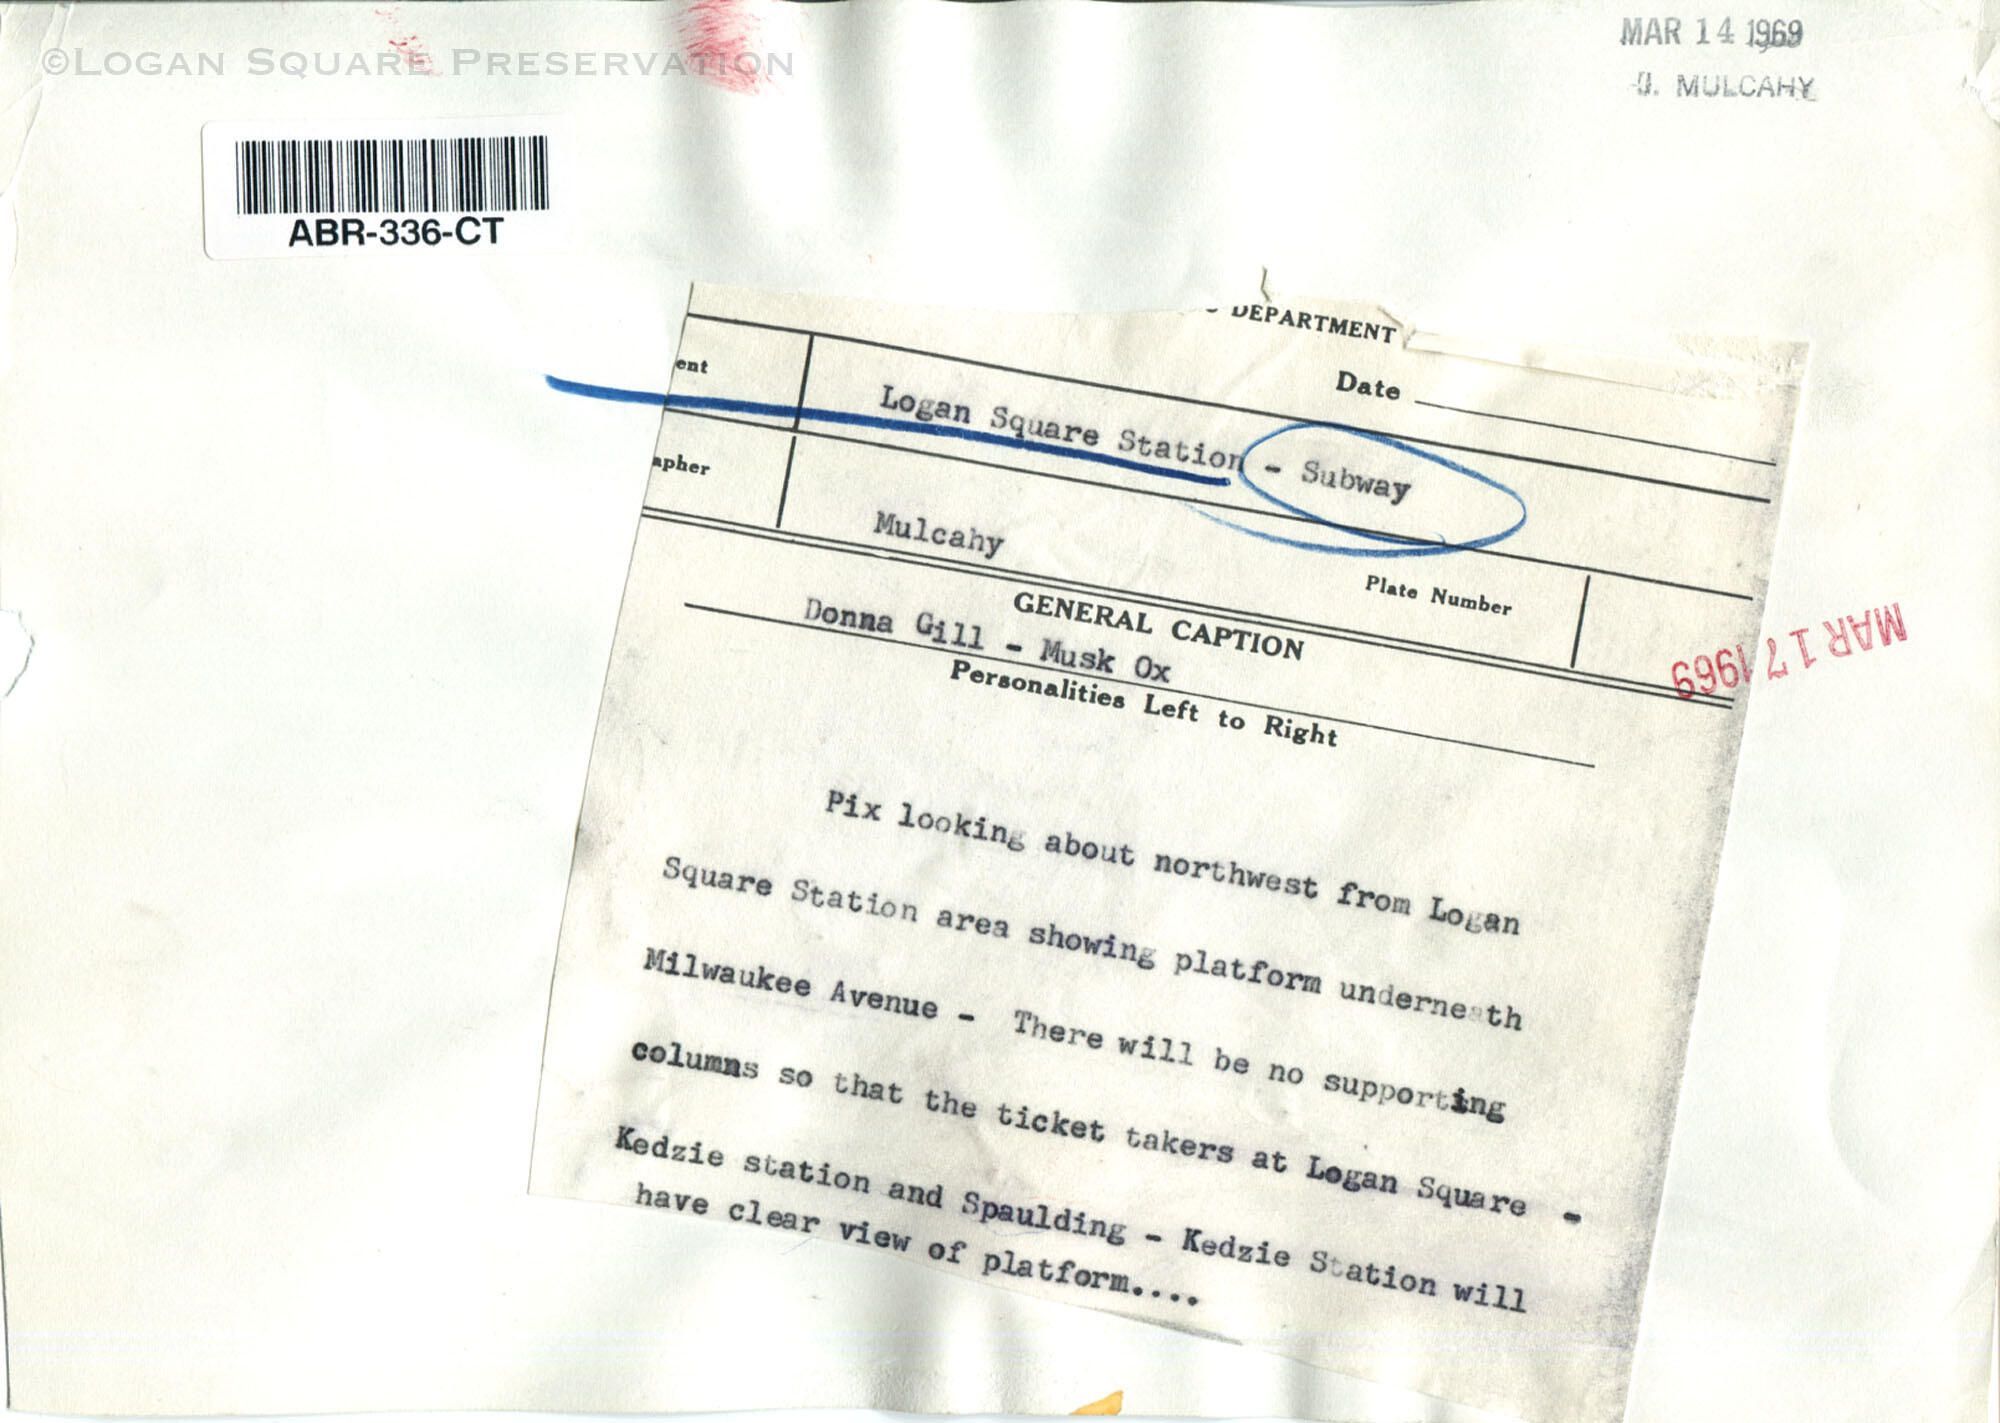 ©LOGAN SQUARE PRESERVATION
MAR 14 1969
J. MULCAHY
ABR-336-CT
DEPARTMENT
Date
ent
Logan Square Station - Subway
apher
Mulcahy
Plate Number
GENERAL CAPTION
Donna Gill - Musk Ox
Personalities Left to Right
MAR 17 1969
Pix looking about northwest from Logan
Square Station area showing platform underneath
Milwaukee Avenue - There will be no supporting
columns so that the ticket takers at Logan Square -
Kedzie station and Spaulding - Kedzie Station will
have clear view of platform....